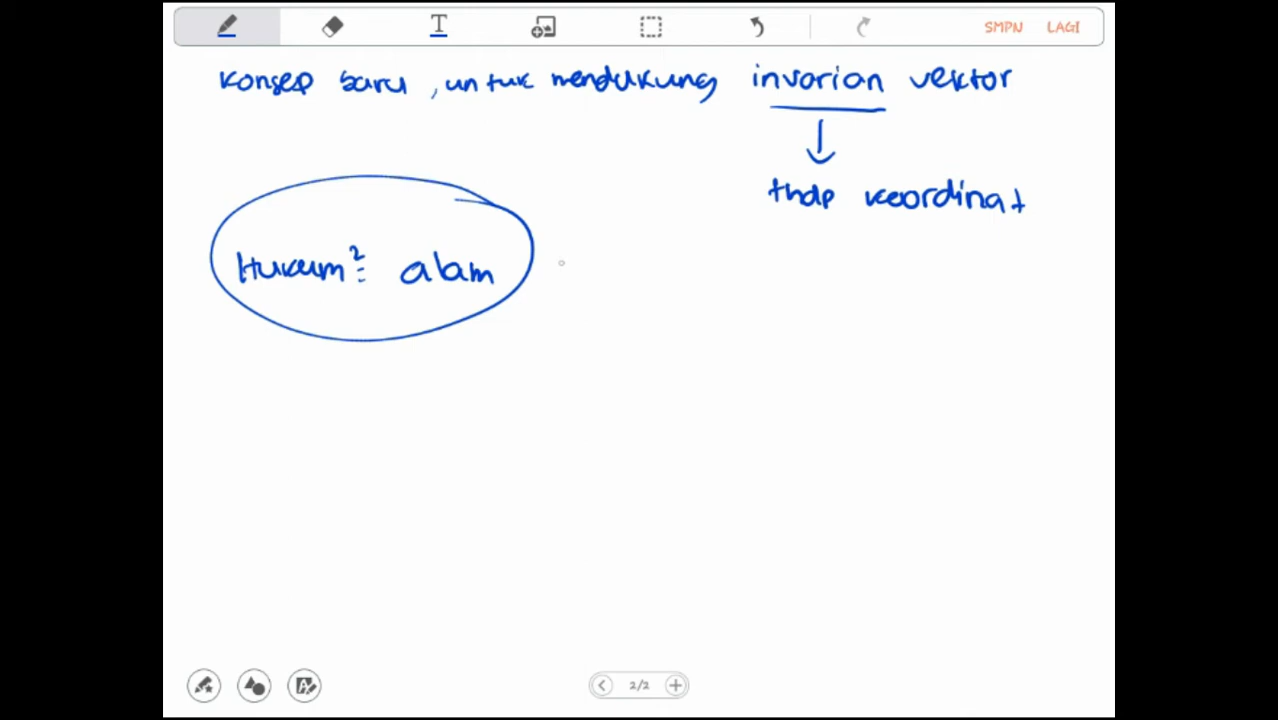 T
SMPN LAGI
konsep baru, untuk mendukung invarian vektor
thdp koordinat
Hukum² alam
2/2